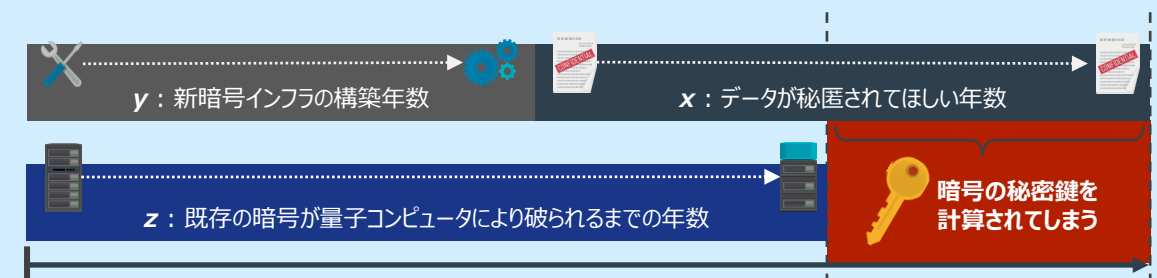 CONFIDENTIAL
CONFIDENTIAL
y：新暗号インフラの構築年数
x：データが秘匿されてほしい年数
z：既存の暗号が量子コンピュータにより破られるまでの年数
暗号の秘密鍵を
計算されてしまう